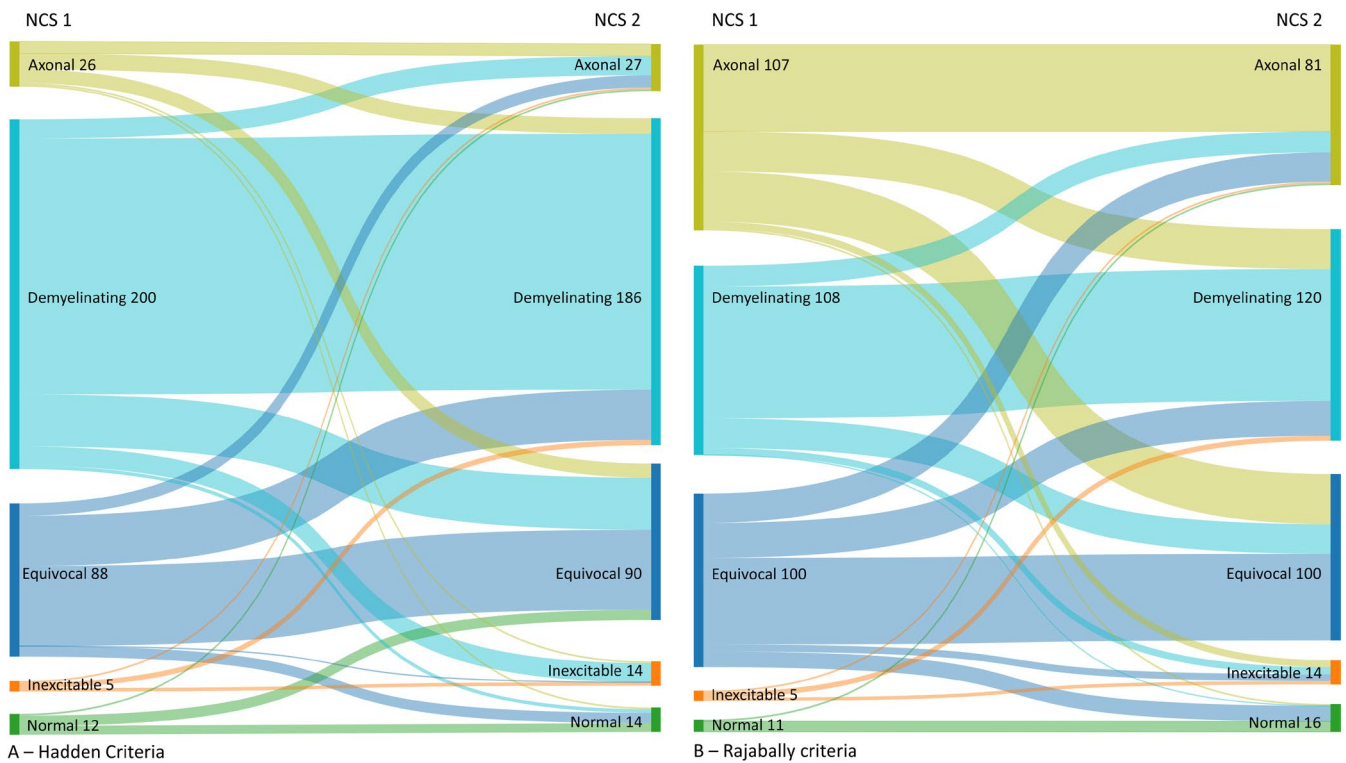 NCS 1
NCS 2
Axonal 26
Axonal 27
Demyelinating 200
Demyelinating 186
Equivocal 88
Equivocal 90
Inexcitable 5
Inexcitable 14
Normal 12
Normal 14
A – Hadden Criteria
NCS 1
NCS 2
Axonal 107
Axonal 81
Demyelinating 108
Demyelinating 120
Equivocal 100
Equivocal 100
Inexcitable 5
Inexcitable 14
Normal 11
Normal 16
B – Rajabally criteria